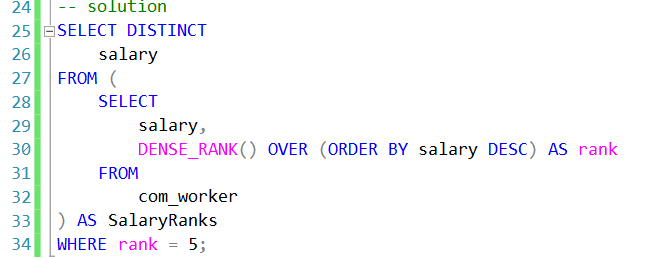 24 -- solution
25 SELECT DISTINCT
26     salary
27 FROM (
28     SELECT
29         salary,
30         DENSE_RANK() OVER (ORDER BY salary DESC) AS rank
31     FROM
32         com_worker
33 ) AS SalaryRanks
34 WHERE rank = 5;